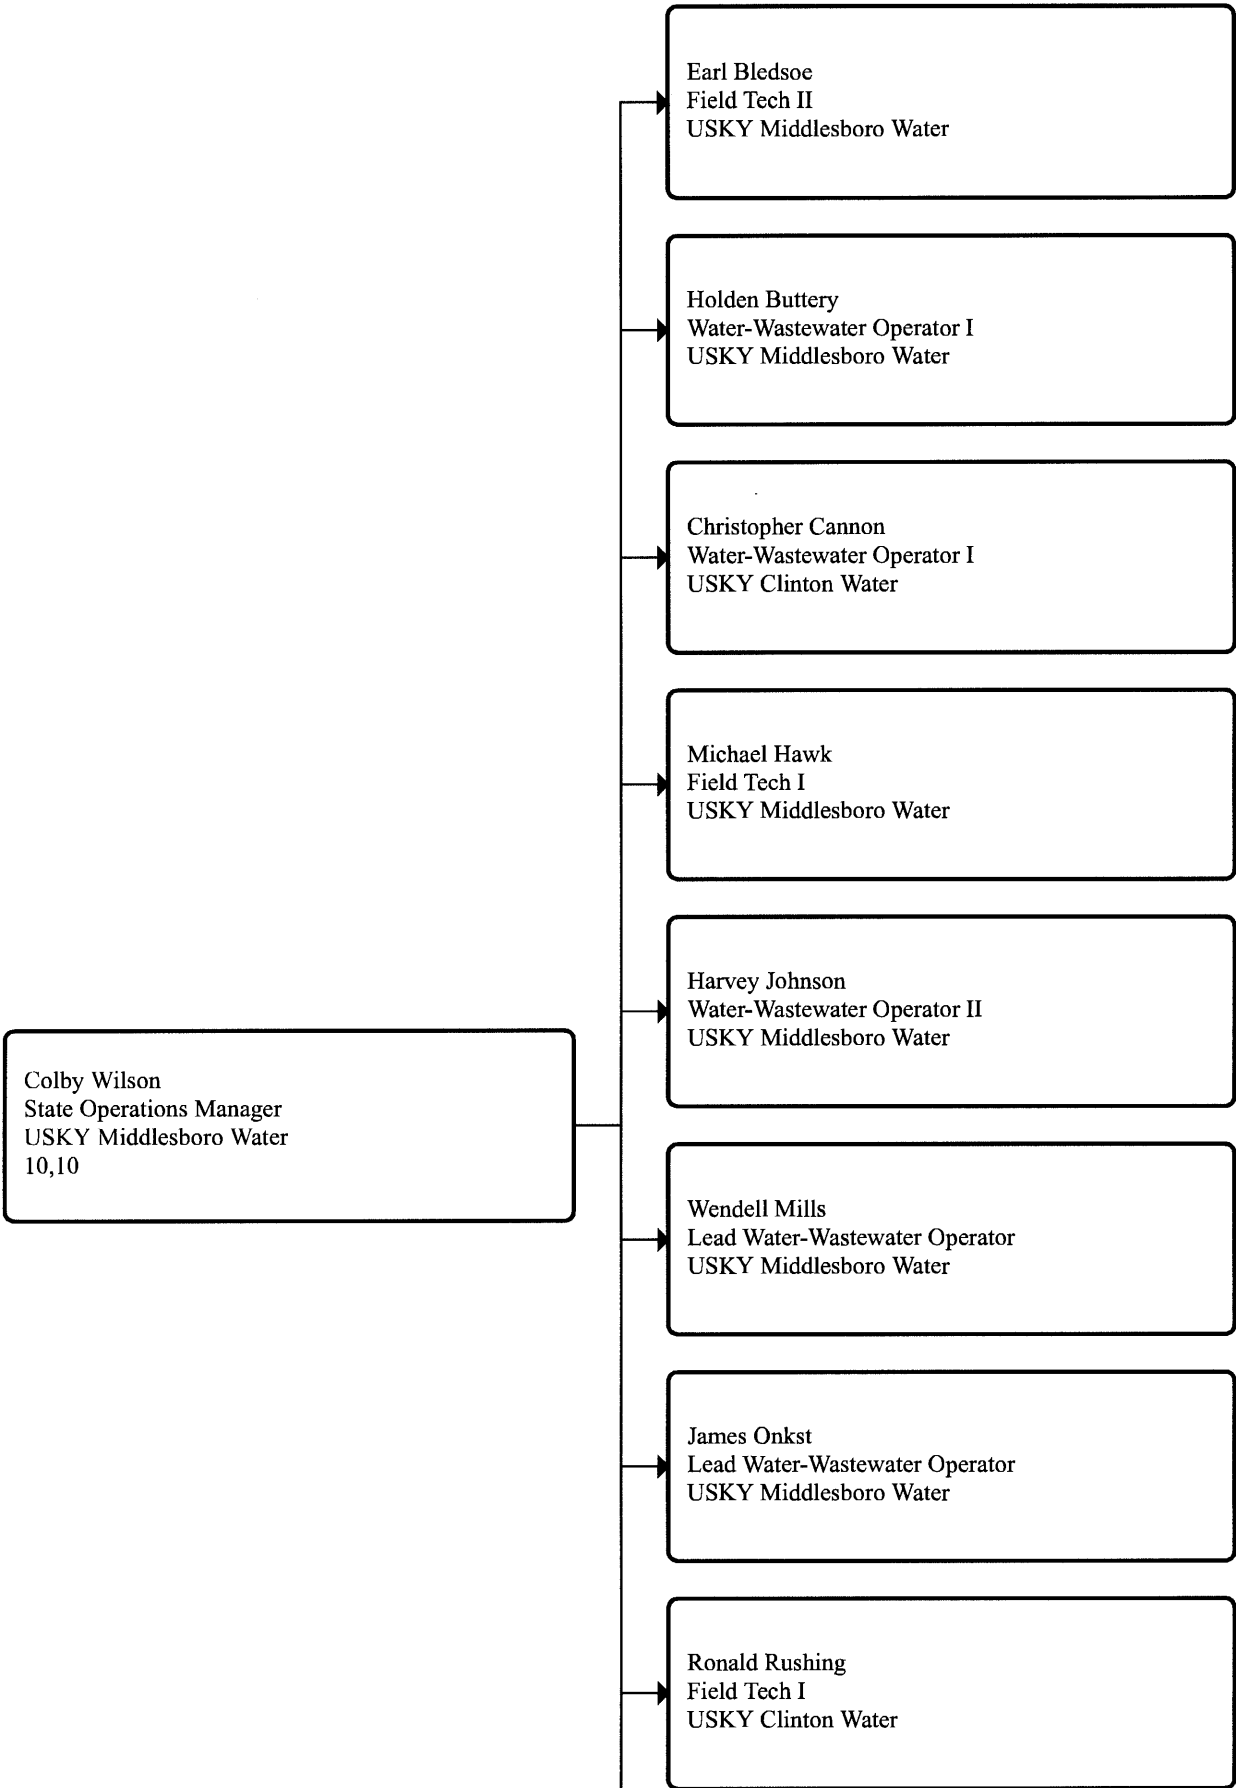 Earl Bledsoe
Field Tech II
USKY Middlesboro Water
Holden Buttery
Water-Wastewater Operator I
USKY Middlesboro Water
Christopher Cannon
Water-Wastewater Operator I
USKY Clinton Water
Michael Hawk
Field Tech I
USKY Middlesboro Water
Harvey Johnson
Water-Wastewater Operator II
USKY Middlesboro Water
Colby Wilson
State Operations Manager
USKY Middlesboro Water
10,10
Wendell Mills
Lead Water-Wastewater Operator
USKY Middlesboro Water
James Onkst
Lead Water-Wastewater Operator
USKY Middlesboro Water
Ronald Rushing
Field Tech I
USKY Clinton Water